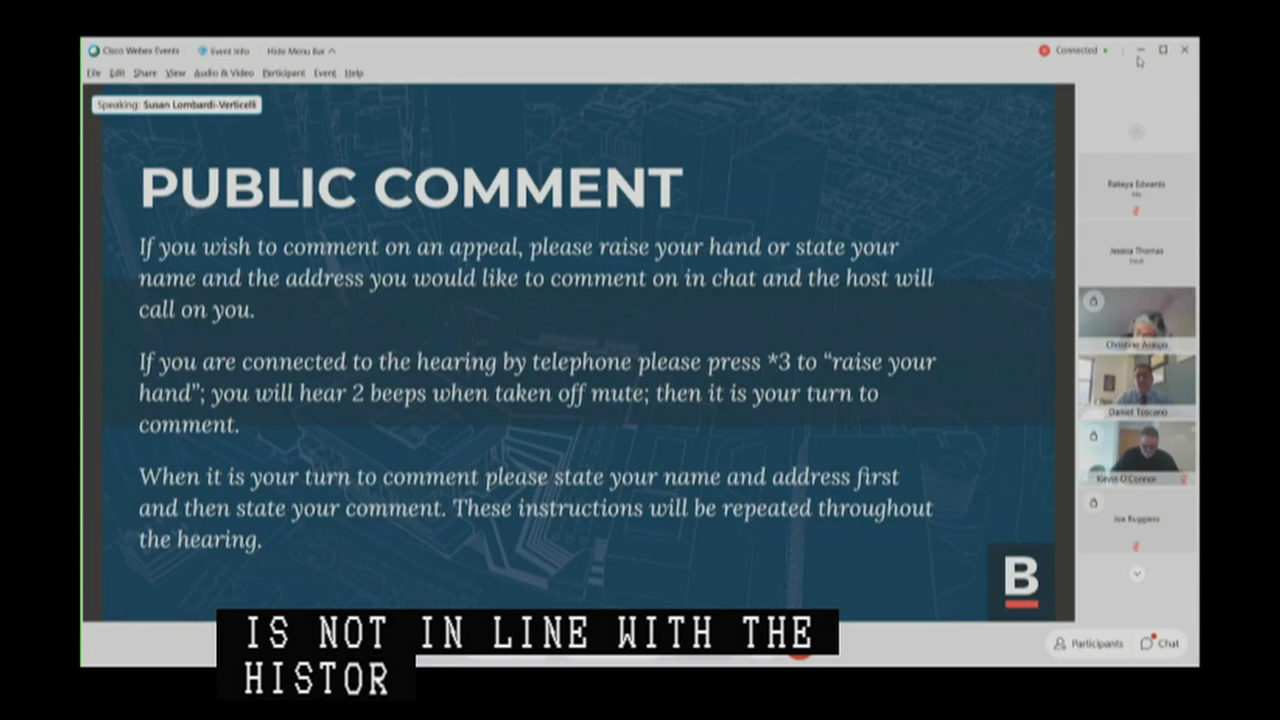 Cisco Webex Events Event Info Hide Menu Bar
Connected
File Edit Share View Audio & Video Participant Event Help
Speaking: Susan Lombardi-Verticelli
PUBLIC COMMENT
If you wish to comment on an appeal, please raise your hand or state your
name and the address you would like to comment on in chat and the host will
call on you.
If you are connected to the hearing by telephone please press *3 to “raise your
hand”; you will hear 2 beeps when taken off mute; then it is your turn to
comment.
When it is your turn to comment please state your name and address first
and then state your comment. These instructions will be repeated throughout
the hearing.
B
Rakeya Edwards
Jessica Thomas
Host
Christine Araujo
Daniel Toscano
Kevin O'Connor
Joe Ruggiero
Participants Chat
IS NOT IN LINE WITH THE
HISTOR